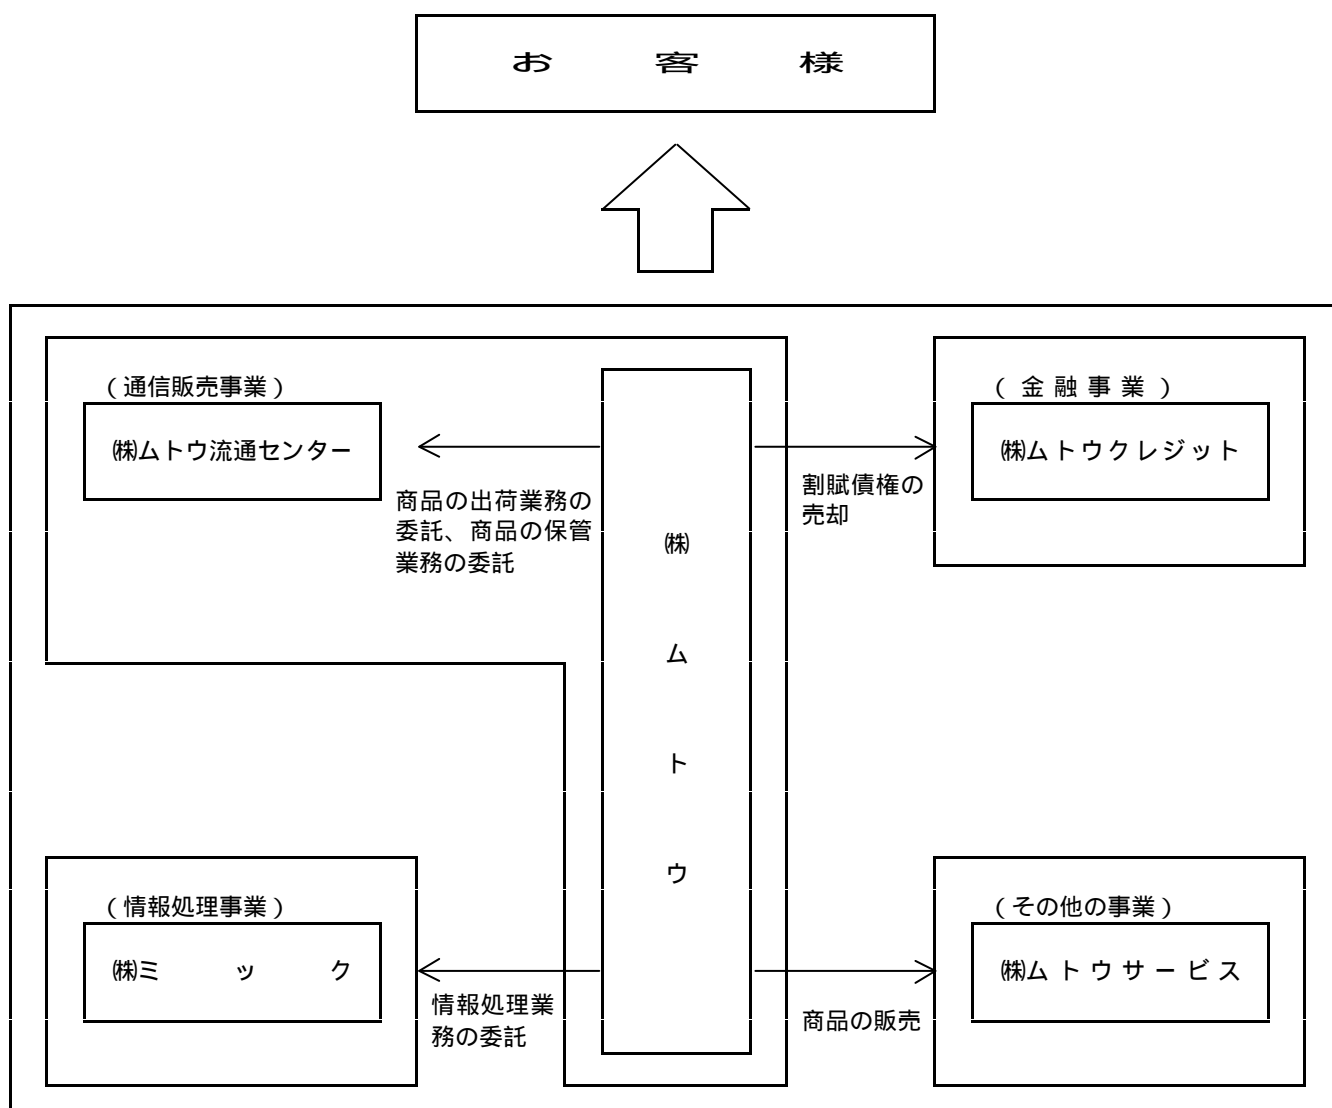 お客様
（通信販売事業）
㈱ムトウ流通センター
商品の出荷業務の
委託、商品の保管
業務の委託
㈱ムトウ
（金融事業）
㈱ムトウクレジット
割賦債権の
売却
（情報処理事業）
㈱ミック
情報処理業
務の委託
（その他の事業）
㈱ムトウサービス
商品の販売